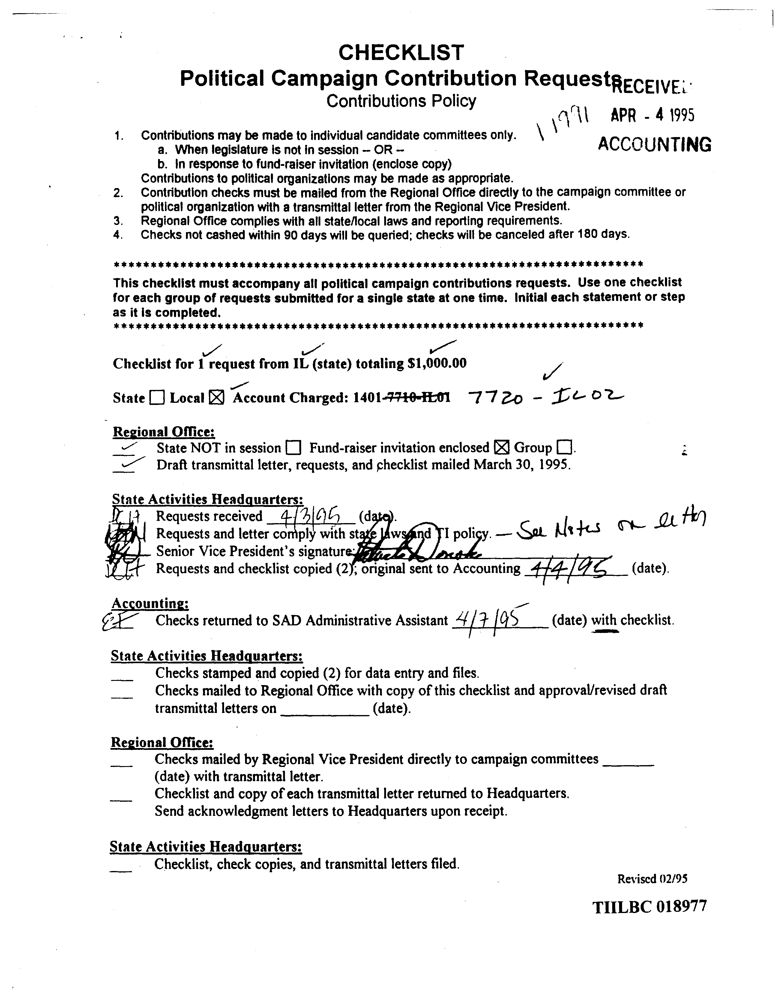 CHECKLIST
Political Campaign Contribution Requests
RECEIVED
Contributions Policy
APR - 4 1995
ACCOUNTING
1. Contributions may be made to individual candidate committees only.
a. When legislature is not in session -- OR --
b. In response to fund-raiser invitation (enclose copy)
Contributions to political organizations may be made as appropriate.
2. Contribution checks must be mailed from the Regional Office directly to the campaign committee or
political organization with a transmittal letter from the Regional Vice President.
3. Regional Office complies with all state/local laws and reporting requirements.
4. Checks not cashed within 90 days will be queried; checks will be canceled after 180 days.
************************************************************************
This checklist must accompany all political campaign contributions requests. Use one checklist
for each group of requests submitted for a single state at one time. Initial each statement or step
as it is completed.
************************************************************************
Checklist for 1 request from IL (state) totaling $1,000.00
State ☐ Local ☒ Account Charged: 1401-7710-IL01 7720 - IL02
Regional Office:
State NOT in session ☐ Fund-raiser invitation enclosed ☒ Group ☐.
Draft transmittal letter, requests, and checklist mailed March 30, 1995.
State Activities Headquarters:
Requests received 4/3/95 (date).
Requests and letter comply with state laws and TI policy. – See Notes on letter
Senior Vice President's signature
Requests and checklist copied (2); original sent to Accounting 4/4/95 (date).
Accounting:
Checks returned to SAD Administrative Assistant 4/7/95 (date) with checklist.
State Activities Headquarters:
___ Checks stamped and copied (2) for data entry and files.
___ Checks mailed to Regional Office with copy of this checklist and approval/revised draft
transmittal letters on ____________ (date).
Regional Office:
___ Checks mailed by Regional Vice President directly to campaign committees _______
(date) with transmittal letter.
___ Checklist and copy of each transmittal letter returned to Headquarters.
Send acknowledgment letters to Headquarters upon receipt.
State Activities Headquarters:
___ Checklist, check copies, and transmittal letters filed.
Revised 02/95
TIILBC 018977